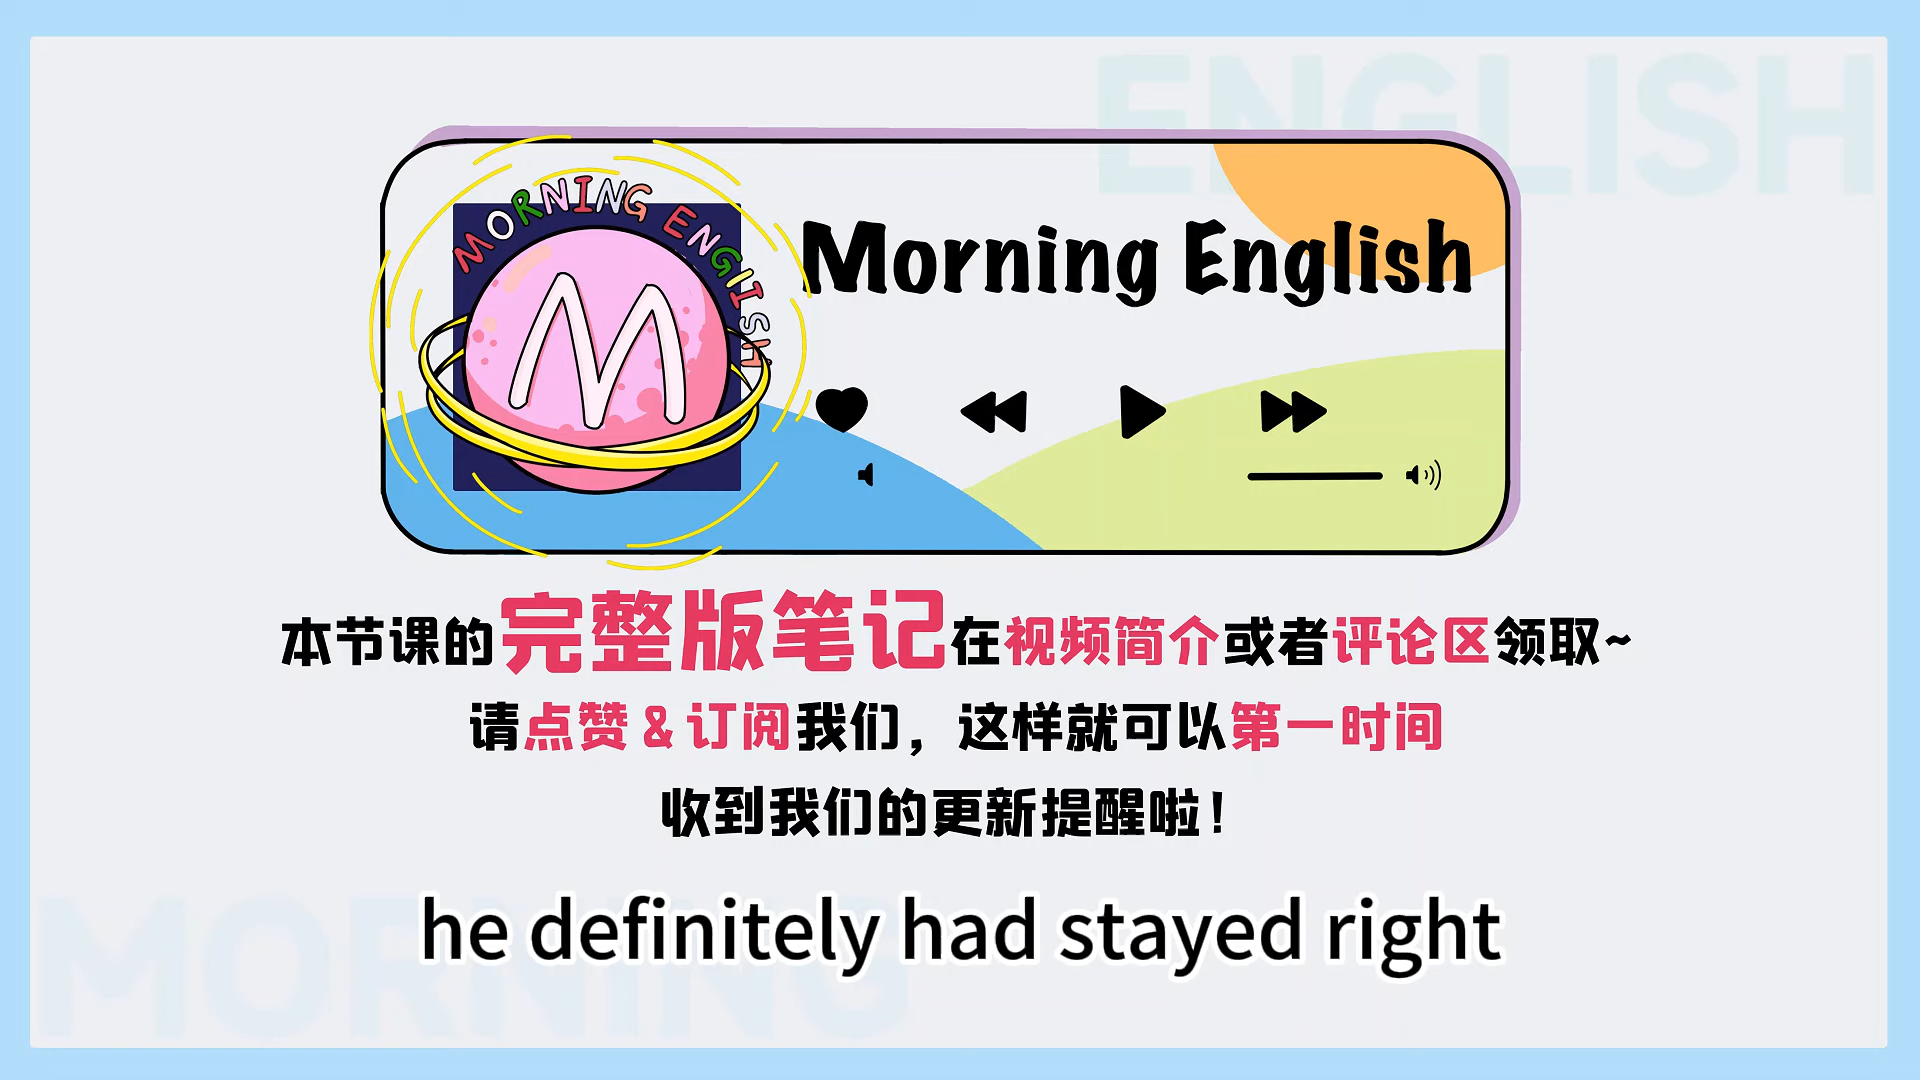 ENGLISH
MORNING ENGLISH
M
Morning English
本节课的完整版笔记在视频简介或者评论区领取~
请点赞&订阅我们，这样就可以第一时间
收到我们的更新提醒啦！
he definitely had stayed right
MORNING